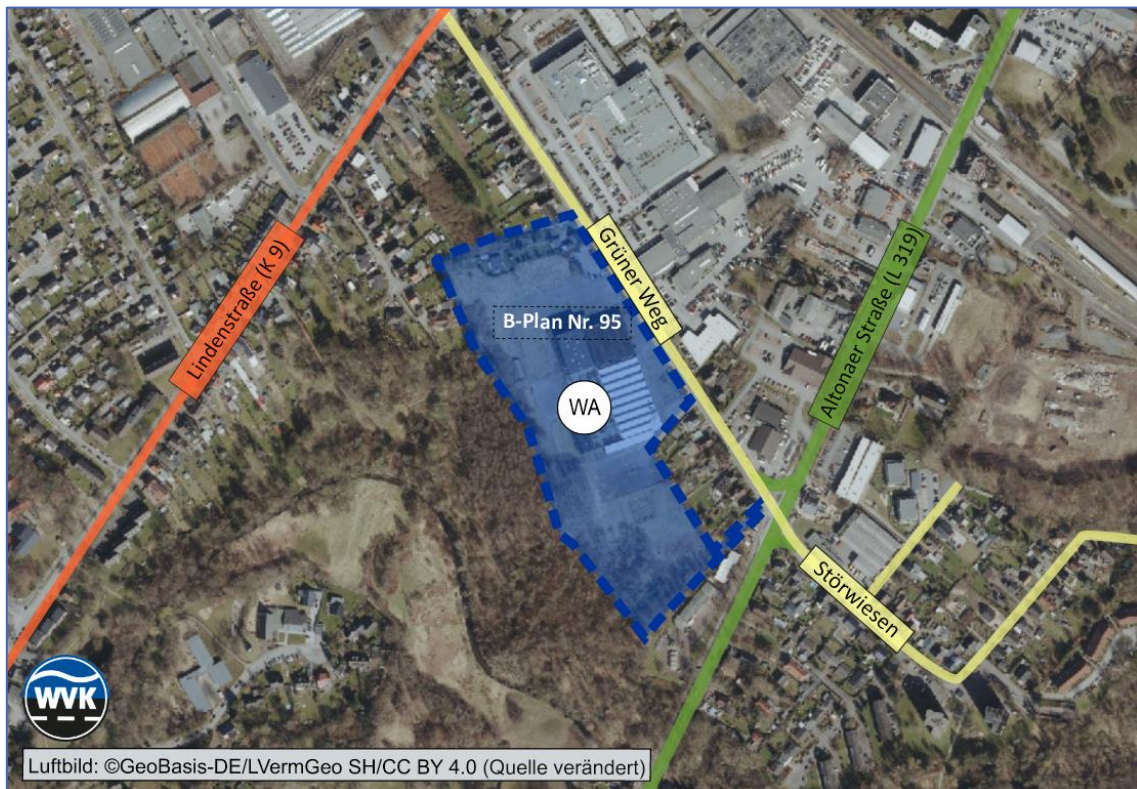 Lindenstraße (K 9)
Grüner Weg
B-Plan Nr. 95
Altonaer Straße (L 319)
WA
Störwiesen
WVK
Luftbild: ©GeoBasis-DE/LVermGeo SH/CC BY 4.0 (Quelle verändert)